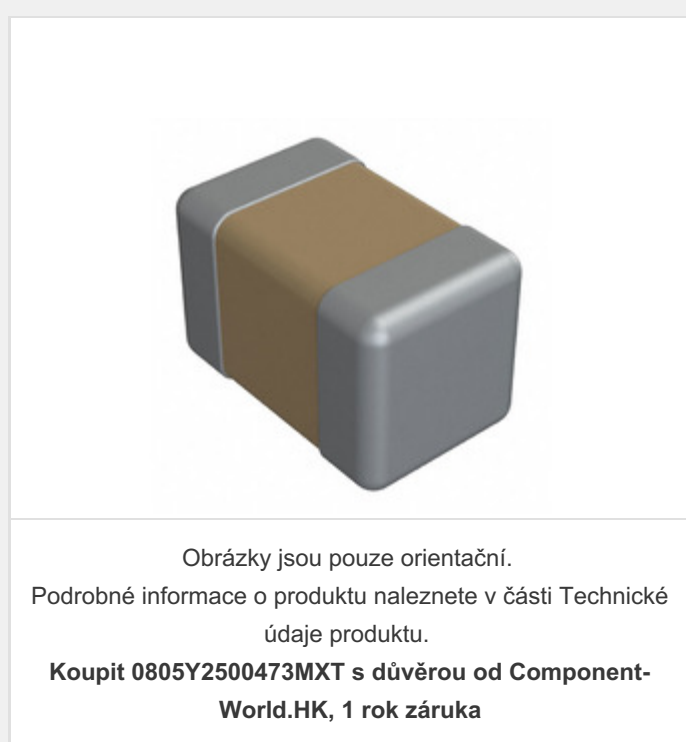 Obrázky jsou pouze orientační.
Podrobné informace o produktu naleznete v části Technické
údaje produktu.
Koupit 0805Y2500473MXT s důvěrou od Component-
World.HK, 1 rok záruka